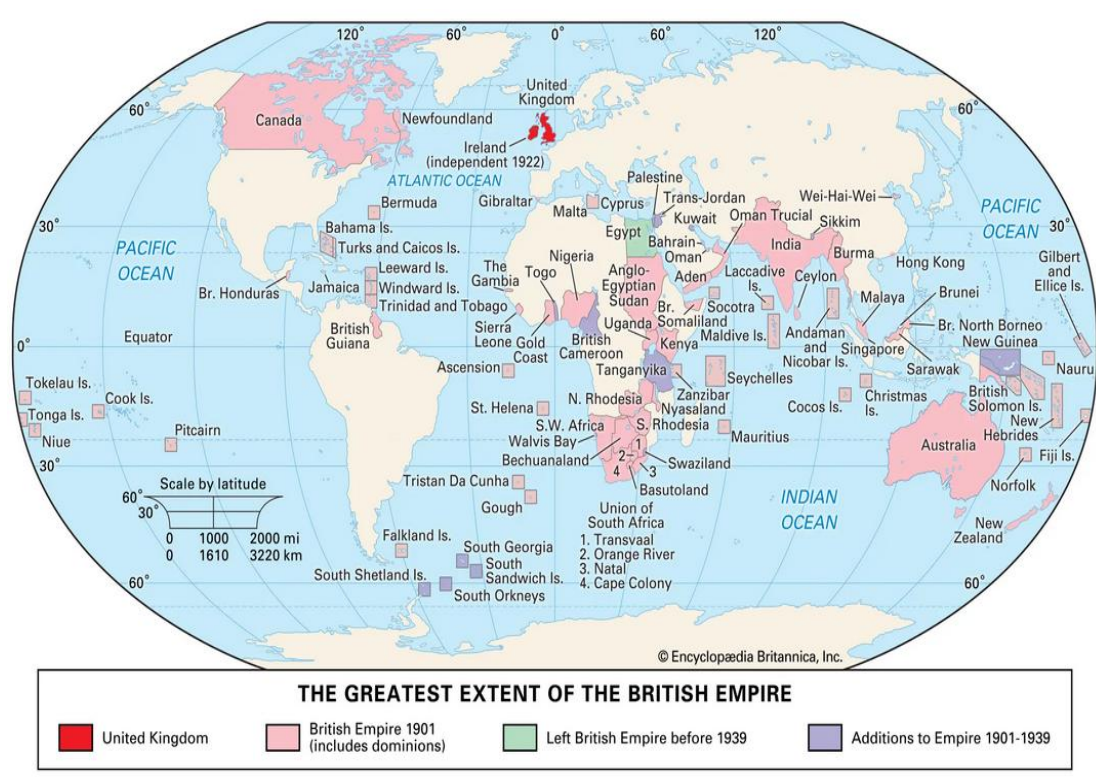 120°
60°
0°
60°
120°
United
Kingdom
60°
60°
Canada
Newfoundland
Ireland
(independent 1922)
ATLANTIC OCEAN
Palestine
Bermuda
Gibraltar
Malta
Cyprus
Trans-Jordan
Wei-Hai-Wei
Kuwait
Oman Trucial
Sikkim
PACIFIC
OCEAN
30°
30°
Bahama Is.
Turks and Caicos Is.
Egypt
Bahrain-
Oman
India
Burma
PACIFIC
OCEAN
Leeward Is.
Windward Is.
Trinidad and Tobago
Jamaica
Br. Honduras
The
Gambia
Togo
Nigeria
Anglo-
Egyptian
Sudan
Aden
Laccadive
Is.
Ceylon
Hong Kong
Gilbert
and
Ellice Is.
Malaya
Brunei
Socotra
Br.
Somaliland
Maldive Is.
Equator
British
Guiana
Sierra
Leone
Gold
Coast
British
Cameroon
Uganda
Kenya
Andaman
and
Nicobar Is.
Singapore
Br. North Borneo
New Guinea
Sarawak
0°
0°
Ascension
Tanganyika
Seychelles
Nauru
Tokelau Is.
Cook Is.
Tonga Is.
Niue
Pitcairn
St. Helena
N. Rhodesia
Zanzibar
Nyasaland
Cocos Is.
Christmas
Is.
British
Solomon Is.
New
Hebrides
S.W. Africa
S. Rhodesia
Walvis Bay
Mauritius
Bechuanaland
1
2
3
4
Swaziland
Basutoland
Australia
Fiji Is.
Norfolk
30°
30°
Tristan Da Cunha
Gough
INDIAN
OCEAN
New
Zealand
Scale by latitude
60°
30°
0 1000 2000 mi
0 1610 3220 km
Union of
South Africa
1. Transvaal
2. Orange River
3. Natal
4. Cape Colony
Falkland Is.
South Georgia
South
Sandwich Is.
South Shetland Is.
South Orkneys
60°
60°
© Encyclopædia Britannica, Inc.
THE GREATEST EXTENT OF THE BRITISH EMPIRE
United Kingdom
British Empire 1901
(includes dominions)
Left British Empire before 1939
Additions to Empire 1901-1939